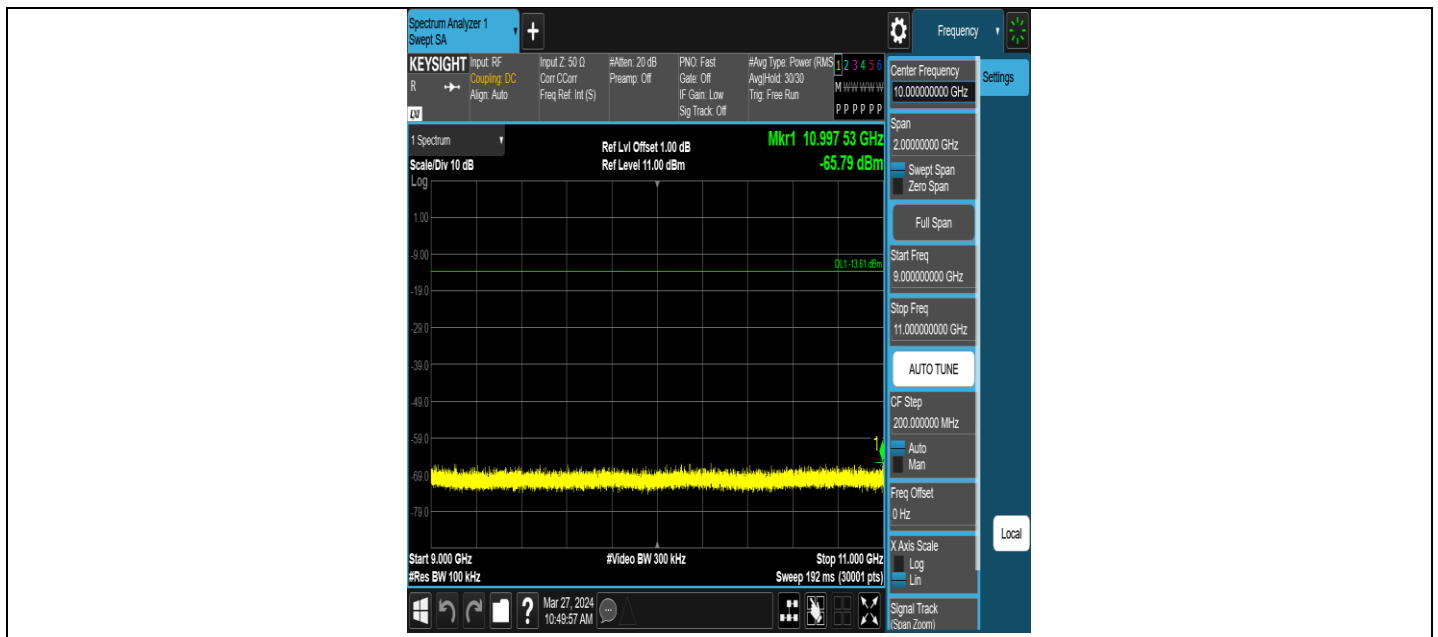 Spectrum Analyzer 1
Swept SA
+
Frequency
KEYSIGHT
R
LXI
Input: RF
Coupling: DC
Align: Auto
Input Z: 50 Ω
Corr CCorr
Freq Ref: Int (S)
#Atten: 20 dB
Preamp: Off
PNO: Fast
Gate: Off
IF Gain: Low
Sig Track: Off
#Avg Type: Power (RMS
Avg|Hold: 30/30
Trig: Free Run
1 2 3 4 5 6
M W W W W W
P P P P P P
1 Spectrum
Scale/Div 10 dB
Log
Ref Lvl Offset 1.00 dB
Ref Level 11.00 dBm
Mkr1 10.997 53 GHz
-65.79 dBm
1.00
-9.00
DL1 -13.61 dBm
-19.0
-29.0
-39.0
-49.0
-59.0
1
-69.0
-79.0
Start 9.000 GHz
#Res BW 100 kHz
#Video BW 300 kHz
Stop 11.000 GHz
Sweep 192 ms (30001 pts)
?
Mar 27, 2024
10:49:57 AM
Center Frequency
10.000000000 GHz
Settings
Span
2.00000000 GHz
Swept Span
Zero Span
Full Span
Start Freq
9.000000000 GHz
Stop Freq
11.000000000 GHz
AUTO TUNE
CF Step
200.000000 MHz
Auto
Man
Freq Offset
0 Hz
X Axis Scale
Log
Lin
Signal Track
(Span Zoom)
Local